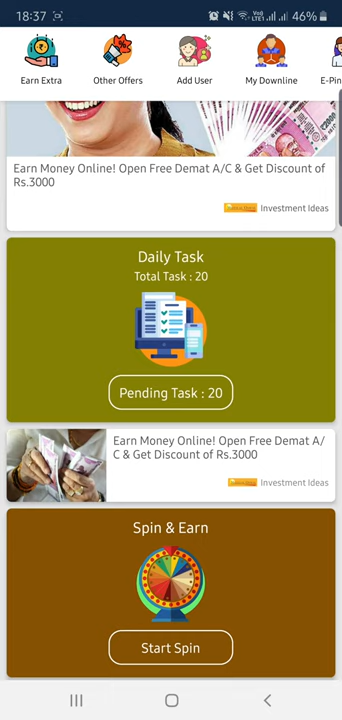 18:37
Vo))
LTE1
46%
Earn Extra
Other Offers
Add User
My Downline
E-Pin
Earn Money Online! Open Free Demat A/C & Get Discount of
Rs.3000
Investment Ideas
Daily Task
Total Task : 20
Pending Task : 20
Earn Money Online! Open Free Demat A/
C & Get Discount of Rs.3000
Investment Ideas
Spin & Earn
Start Spin